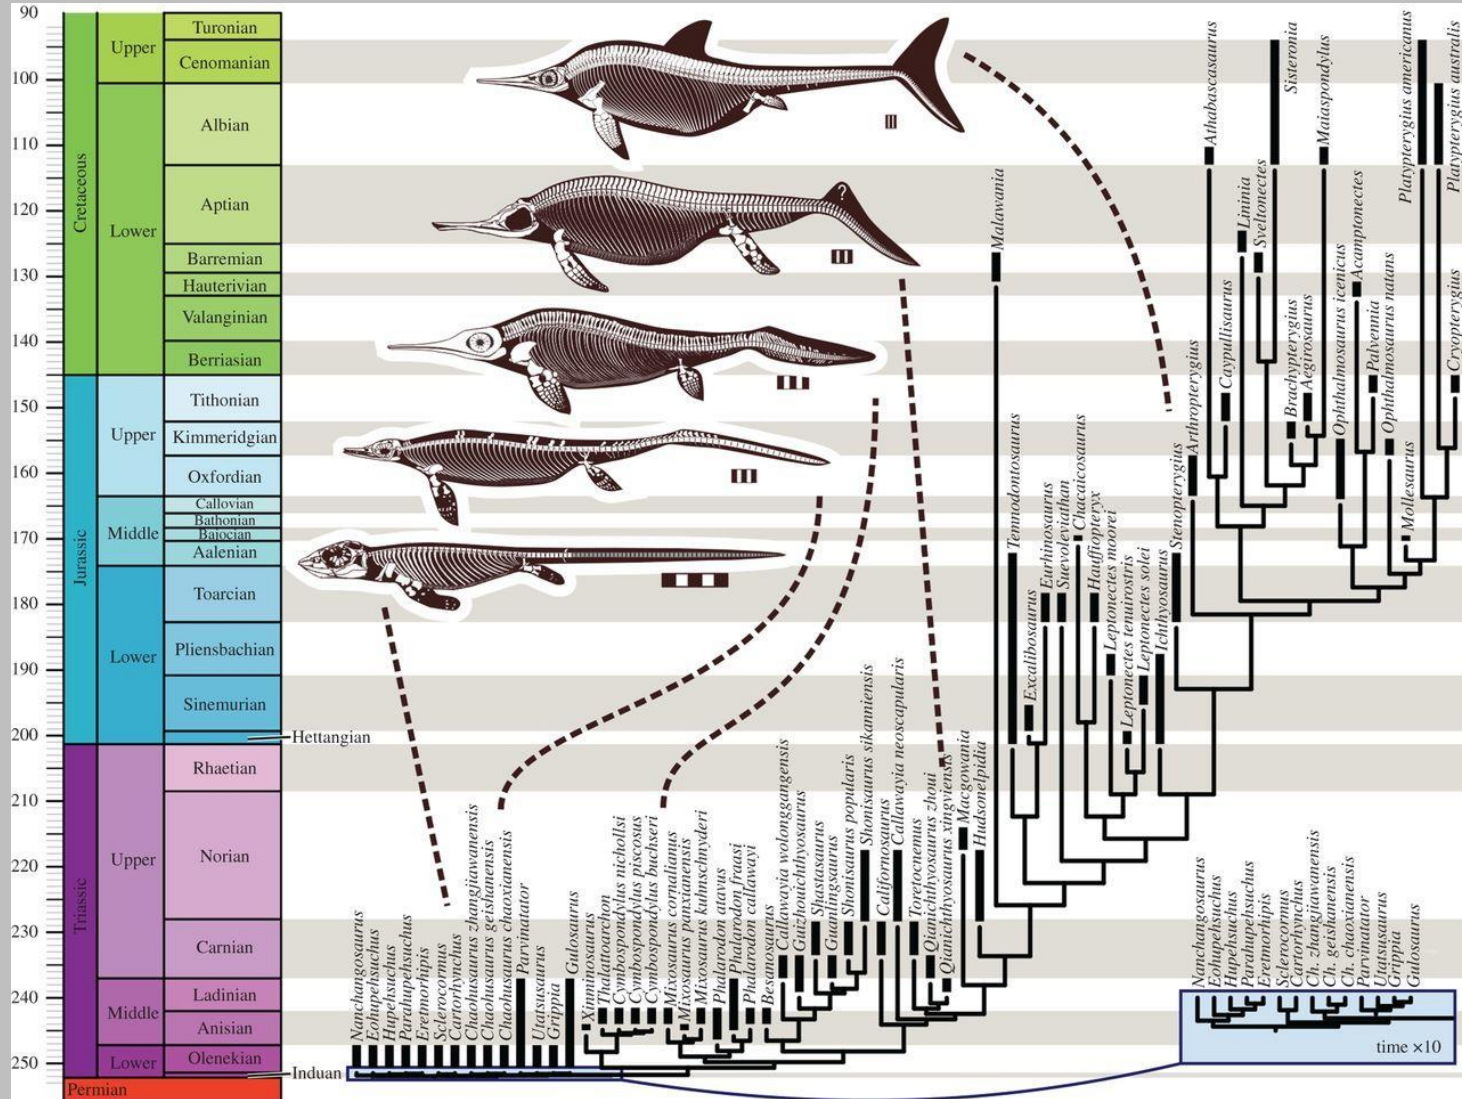 90
100
110
120
130
140
150
160
170
180
190
200
210
220
230
240
250
Cretaceous
Jurassic
Triassic
Permian
Upper
Lower
Upper
Middle
Lower
Upper
Middle
Lower
Turonian
Cenomanian
Albian
Aptian
Barremian
Hauterivian
Valanginian
Berriasian
Tithonian
Kimmeridgian
Oxfordian
Callovian
Bathonian
Bajocian
Aalenian
Toarcian
Pliensbachian
Sinemurian
Hettangian
Rhaetian
Norian
Carnian
Ladinian
Anisian
Olenekian
Induan
?
Nanchangosaurus
Eohupehsuchus
Hupehsuchus
Parahupehsuchus
Eretmorhipis
Sclerocormus
Cartorhynchus
Chaohusaurus zhangjiawanensis
Chaohusaurus geishanensis
Chaohusaurus chaoxianensis
Parvinatator
Utatsusaurus
Grippia
Gulosaurus
Xinminosaurus
Thalattoarchon
Cymbospondylus nichollsi
Cymbospondylus piscosus
Cymbospondylus buchseri
Mixosaurus cornalianus
Mixosaurus panxianensis
Mixosaurus kuhnschnyderi
Phalarodon atavus
Phalarodon fraasi
Phalarodon callawayi
Besanosaurus
Callawayia wolonggangensis
Guizhouichthyosaurus
Shastasaurus
Guanlingsaurus
Shonisaurus popularis
Shonisaurus sikanniensis
Californosaurus
Callawayia neoscapularis
Toretocnemus
Qianichthyosaurus zhoui
Qianichthyosaurus xingyiensis
Macgowania
Hudsonelpidia
Malawania
Temnodontosaurus
Excalibosaurus
Eurhinosaurus
Suevoleviathan
Chacaicosaurus
Hauffiopteryx
Leptonectes moorei
Leptonectes tenuirostris
Leptonectes solei
Ichthyosaurus
Stenopterygius
Arthropterygius
Athabascasaurus
Caypullisaurus
Lininia
Sveltonectes
Sisteronia
Brachypterygius
Aegirosaurus
Maiaspondylus
Ophthalmosaurus icenicus
Acamptonectes
Palvennia
Ophthalmosaurus natans
Mollesaurus
Platypterygius americanus
Platypterygius australis
Cryopterygius
Nanchangosaurus
Eohupehsuchus
Hupehsuchus
Parahupehsuchus
Eretmorhipis
Sclerocormus
Cartorhynchus
Ch. zhangjiawanensis
Ch. geishanensis
Ch. chaoxianensis
Parvinatator
Utatsusaurus
Grippia
Gulosaurus
time ×10